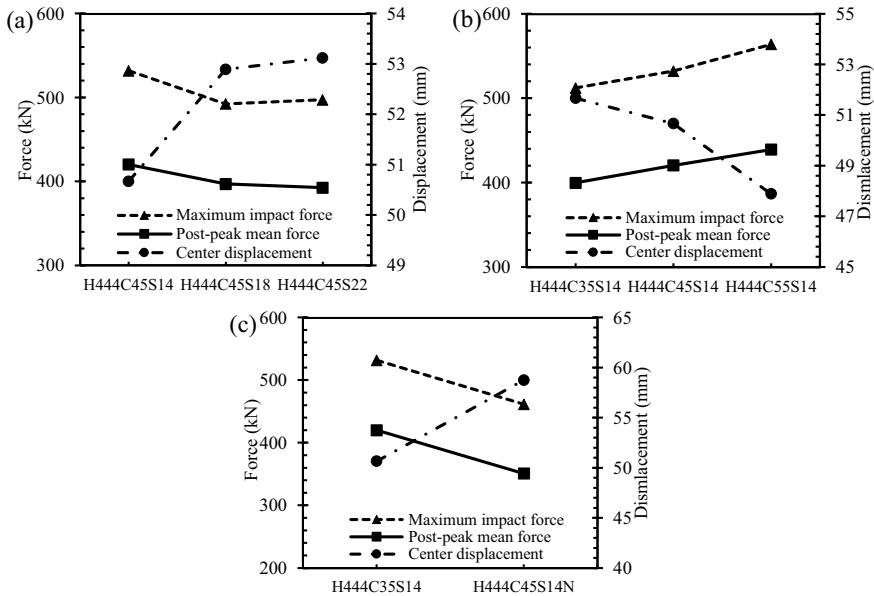 (a)
600
500
400
300
Force (kN)
54
53
52
51
50
49
Displacement (mm)
Maximum impact force
Post-peak mean force
Center displacement
H444C45S14 H444C45S18 H444C45S22
(b)
600
500
400
300
Force (kN)
55
53
51
49
47
45
Dismlacement (mm)
Maximum impact force
Post-peak mean force
Center displacement
H444C35S14 H444C45S14 H444C55S14
(c)
600
500
400
300
200
Force (kN)
65
60
55
50
45
40
Dismlacement (mm)
Maximum impact force
Post-peak mean force
Center displacement
H444C35S14 H444C45S14N